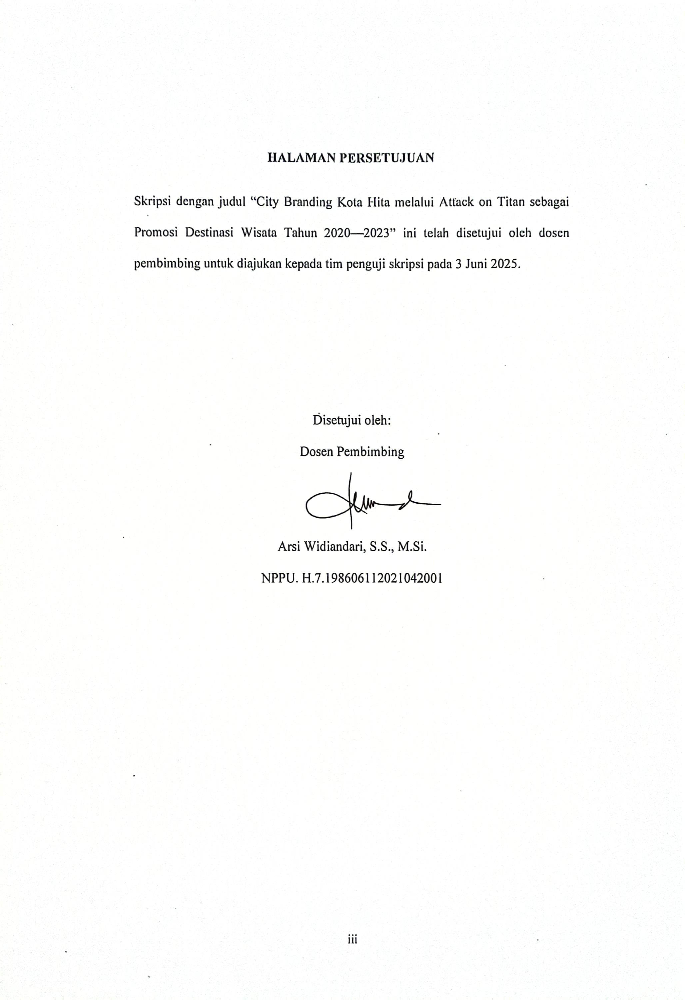 HALAMAN PERSETUJUAN
Skripsi dengan judul “City Branding Kota Hita melalui Attack on Titan sebagai
Promosi Destinasi Wisata Tahun 2020—2023” ini telah disetujui oleh dosen
pembimbing untuk diajukan kepada tim penguji skripsi pada 3 Juni 2025.
Disetujui oleh:
Dosen Pembimbing
Arsi Widiandari, S.S., M.Si.
NPPU. H.7.198606112021042001
iii